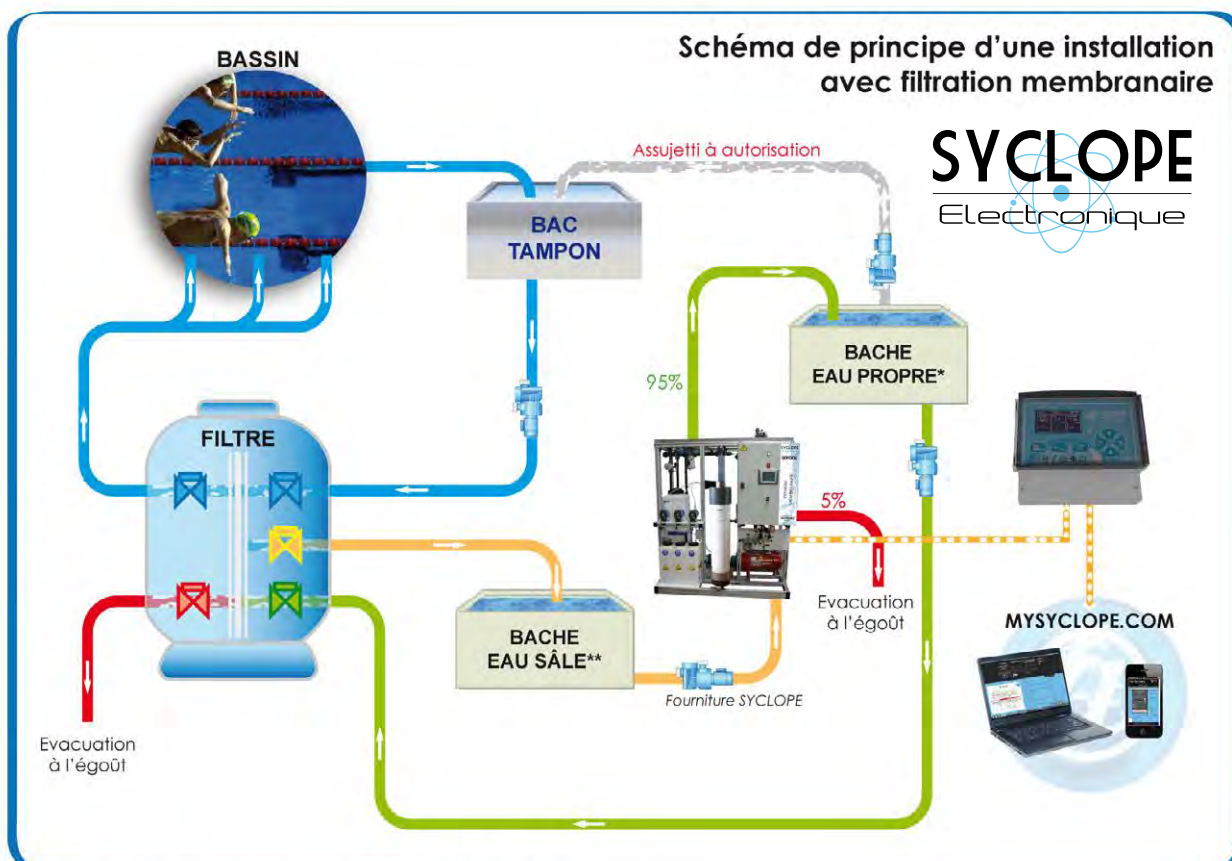 Schéma de principe d'une installation
avec filtration membranaire
SYCLOPE
Electronique
BASSIN
Assujetti à autorisation
BAC
TAMPON
BACHE
EAU PROPRE*
95%
FILTRE
5%
BACHE
EAU SÂLE**
Evacuation
à l'égoût
MYSYCLOPE.COM
Fourniture SYCLOPE
Evacuation
à l'égoût